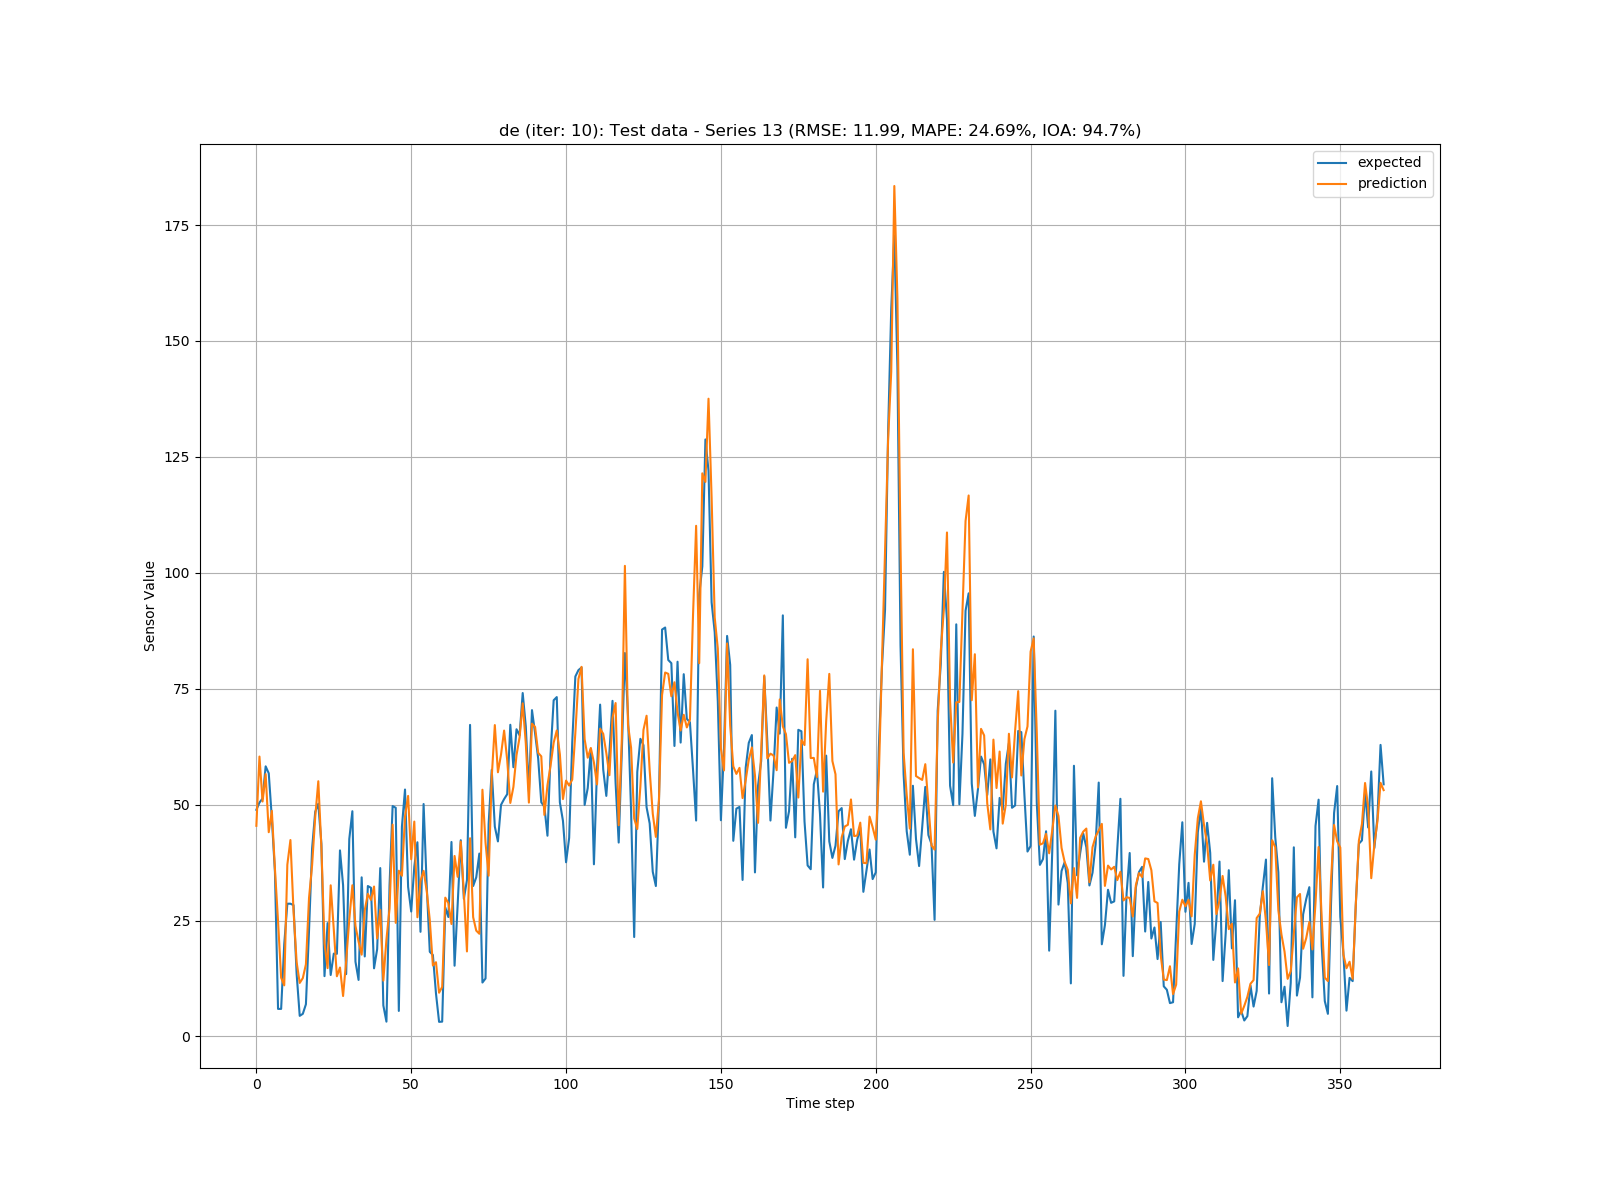 de (iter: 10): Test data - Series 13 (RMSE: 11.99, MAPE: 24.69%, IOA: 94.7%)
expected
prediction
175
150
125
100
75
50
25
0
Sensor Value
0 50 100 150 200 250 300 350
Time step